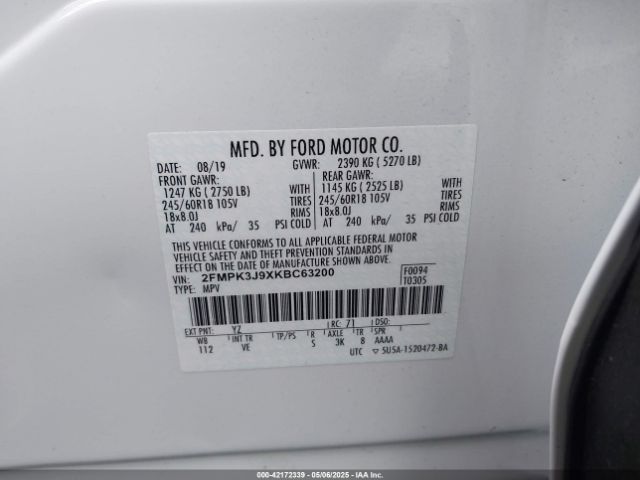 MFD. BY FORD MOTOR CO.
DATE: 08/19 GVWR: 2390 KG ( 5270 LB)
FRONT GAWR: REAR GAWR:
1247 KG ( 2750 LB) WITH 1145 KG ( 2525 LB) WITH
245/60R18 105V TIRES 245/60R18 105V TIRES
18x8.0J RIMS 18x8.0J RIMS
AT 240 kPa/ 35 PSI COLD AT 240 kPa/ 35 PSI COLD
THIS VEHICLE CONFORMS TO ALL APPLICABLE FEDERAL MOTOR
VEHICLE SAFETY AND THEFT PREVENTION STANDARDS IN
EFFECT ON THE DATE OF MANUFACTURE SHOWN ABOVE.
VIN: 2FMPK3J9XKBC63200 F0094
TYPE: MPV T0305
EXT PNT: YZ RC: 71 DSO:
WB INT TR TP/PS R AXLE TR SPR
112 VE S 3K 8 AAAA
UTC ▽ 5U5A-1520472-BA
000-42172339 - 05/06/2025 - IAAI.COM